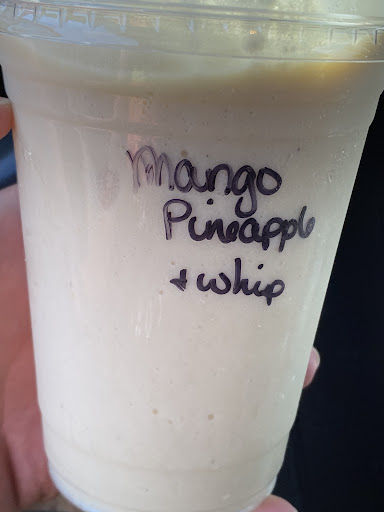 Mango
Pineapple
+ whip